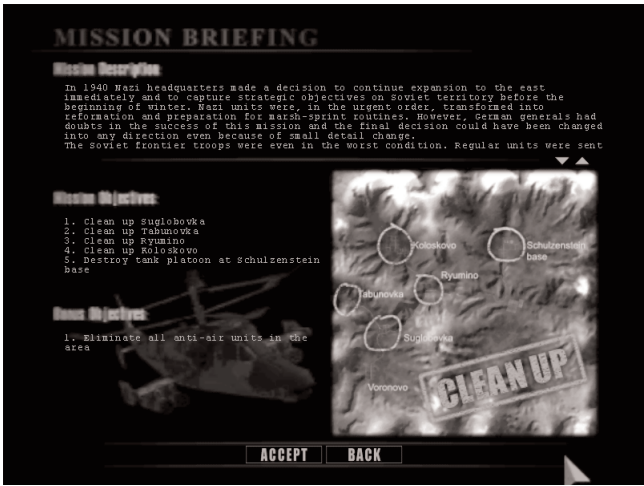 MISSION BRIEFING
Mission Description:
In 1940 Nazi headquarters made a decision to continue expansion to the east
immediately and to capture strategic objectives on Soviet territory before the
beginning of winter. Nazi units were, in the urgent order, transformed into
reformation and preparation for marsh-sprint routines. However, German generals had
doubts in the success of this mission and the final decision could have been changed
into any direction even because of small detail change.
The Soviet frontier troops were even in the worst condition. Regular units were sent
Mission Objectives:
1. Clean up Suglobovka
2. Clean up Tabunovka
3. Clean up Ryumino
4. Clean up Koloskovo
5. Destroy tank platoon at Schulzenstein
base
Bonus Objectives:
1. Eliminate all anti-air units in the
area
Koloskovo
Schulzenstein
base
Ryumino
Tabunovka
Suglobovka
Voronovo
CLEAN UP
ACCEPT
BACK